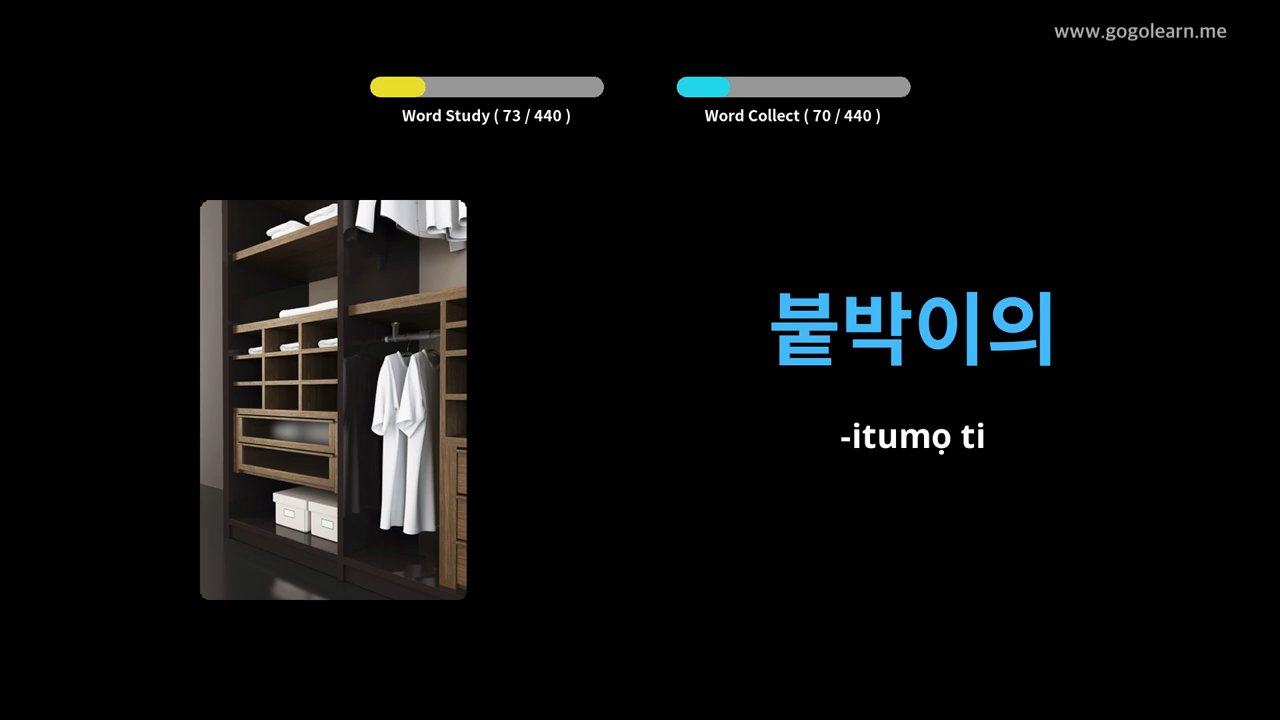 www.gogolearn.me
Word Study ( 73 / 440 )
Word Collect ( 70 / 440 )
붙박이의
-itumọ ti